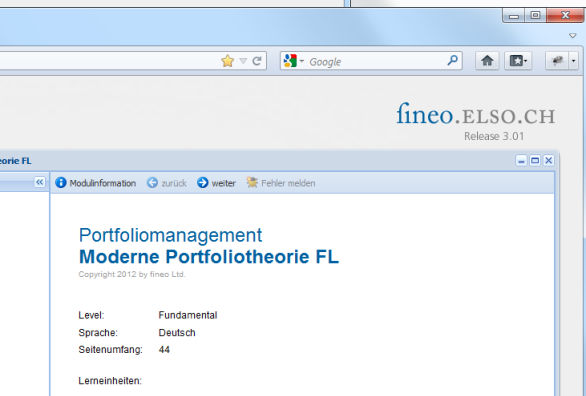 Google
fineo.ELSO.CH
Release 3.01
orie FL
Modulinformation zurück weiter Fehler melden
Portfoliomanagement
Moderne Portfoliotheorie FL
Copyright 2012 by fineo Ltd.
Level: Fundamental
Sprache: Deutsch
Seitenumfang: 44
Lerneinheiten: